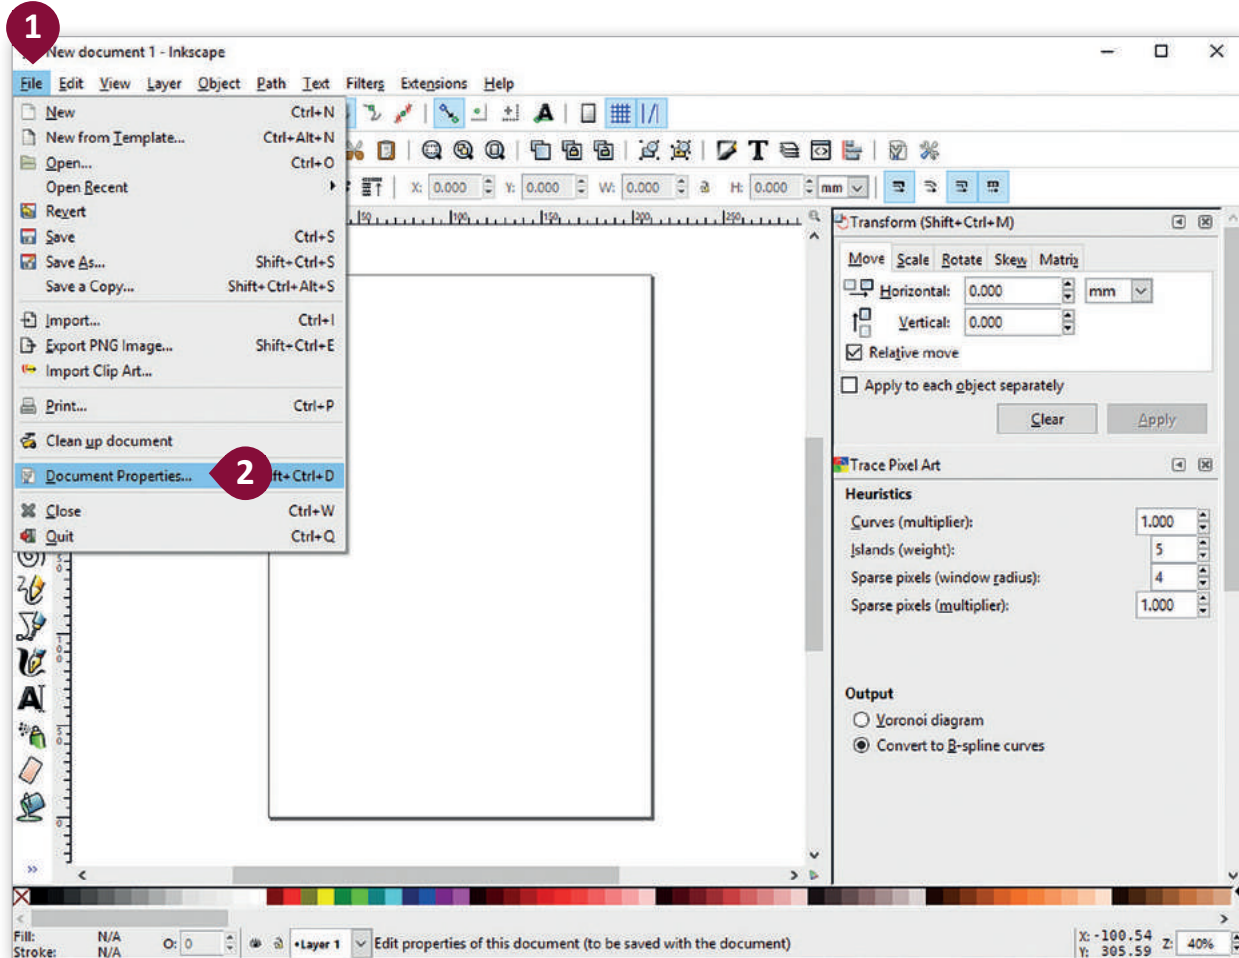 1
New document 1 - Inkscape
File Edit View Layer Object Path Text Filters Extensions Help
New Ctrl+N
New from Template... Ctrl+Alt+N
Open... Ctrl+O
Open Recent
Revert
Save Ctrl+S
Save As... Shift+Ctrl+S
Save a Copy... Shift+Ctrl+Alt+S
Import... Ctrl+I
Export PNG Image... Shift+Ctrl+E
Import Clip Art...
Print... Ctrl+P
Clean up document
Document Properties... 2 ft+Ctrl+D
Close Ctrl+W
Quit Ctrl+Q
X: 0.000 Y: 0.000 W: 0.000 H: 0.000 mm
50 100 150 200 250
Transform (Shift+Ctrl+M)
Move Scale Rotate Skew Matrix
Horizontal: 0.000 mm
Vertical: 0.000
Relative move
Apply to each object separately
Clear Apply
Trace Pixel Art
Heuristics
Curves (multiplier): 1.000
Islands (weight): 5
Sparse pixels (window radius): 4
Sparse pixels (multiplier): 1.000
Output
Voronoi diagram
Convert to B-spline curves
Fill: N/A
Stroke: N/A
O: 0
•Layer 1
Edit properties of this document (to be saved with the document)
X: -100.54
Y: 305.59
Z: 40%